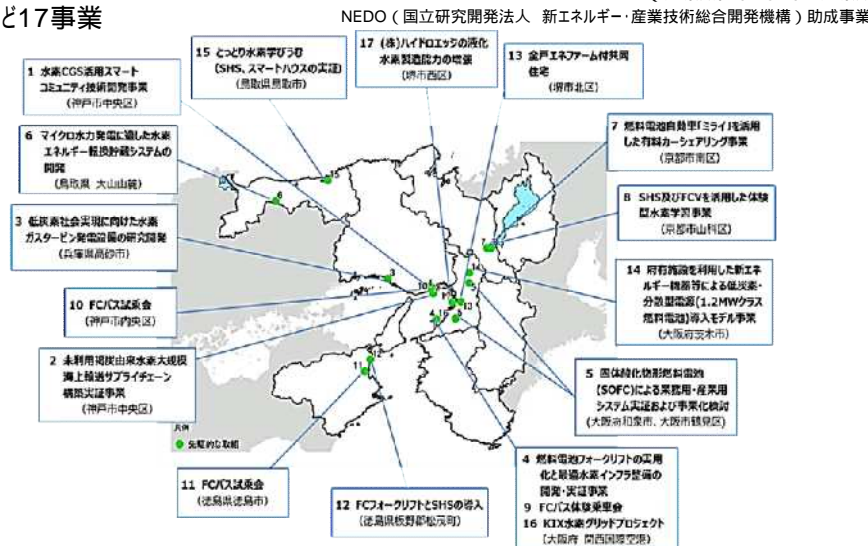 ど17事業
NEDO（国立研究開発法人 新エネルギー・産業技術総合開発機構）助成事業
15 とっとり水素学びうむ
(SHS、スマートハウスの実証)
(鳥取県鳥取市)
17 (株)ハイドロエッジの液化
水素製造能力の増強
(堺市西区)
13 全戸エネファーム付共同
住宅
(堺市北区)
1 水素CGS活用スマート
コミュニティ技術開発事業
(神戸市中央区)
6 マイクロ水力発電に適した水素
エネルギー転換貯蔵システムの
開発
(鳥取県 大山山麓)
3 低炭素社会実現に向けた水素
ガスタービン発電設備の研究開発
(兵庫県高砂市)
10 FCバス試乗会
(神戸市内央区)
2 未利用褐炭由来水素大規模
海上輸送サプライチェーン
構築実証事業
(神戸市中央区)
7 燃料電池自動車「ミライ」を活用
した有料カーシェアリング事業
(京都市南区)
8 SHS及びFCVを活用した体験
型水素学習事業
(京都市山科区)
14 府有施設を利用した新エネ
ルギー機器等による低炭素・
分散型電源(1.2MWクラス
燃料電池)導入モデル事業
(大阪府茨木市)
5 固体酸化物形燃料電池
(SOFC)による業務用・産業用
システム実証および事業化検討
(大阪府和泉市、大阪市鶴見区)
凡例
先駆的な取組
11 FCバス試乗会
(徳島県徳島市)
12 FCフォークリフトとSHSの導入
(徳島県板野郡松茂町)
4 燃料電池フォークリフトの実用
化と最適水素インフラ整備の
開発・実証事業
9 FCバス体験乗車会
16 KIX水素グリッドプロジェクト
(大阪府 関西国際空港)